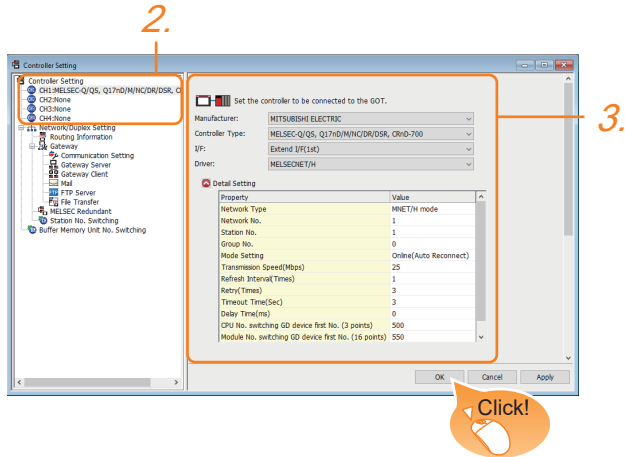 2.
Controller Setting
Controller Setting
CH1:MELSEC-Q/QS, Q17nD/M/NC/DR/DSR, C
CH2:None
CH3:None
CH4:None
Network/Duplex Setting
Routing Information
Gateway
Communication Setting
Gateway Server
Gateway Client
Mail
FTP Server
File Transfer
MELSEC Redundant
Station No. Switching
Buffer Memory Unit No. Switching
Set the controller to be connected to the GOT.
Manufacturer: MITSUBISHI ELECTRIC
Controller Type: MELSEC-Q/QS, Q17nD/M/NC/DR/DSR, CRnD-700
I/F: Extend I/F(1st)
Driver: MELSECNET/H
3.
Detail Setting
Property Value
Network Type MNET/H mode
Network No. 1
Station No. 1
Group No. 0
Mode Setting Online(Auto Reconnect)
Transmission Speed(Mbps) 25
Refresh Interval(Times) 1
Retry(Times) 3
Timeout Time(Sec) 3
Delay Time(ms) 0
CPU No. switching GD device first No. (3 points) 500
Module No. switching GD device first No. (16 points) 550
OK Cancel Apply
Click!